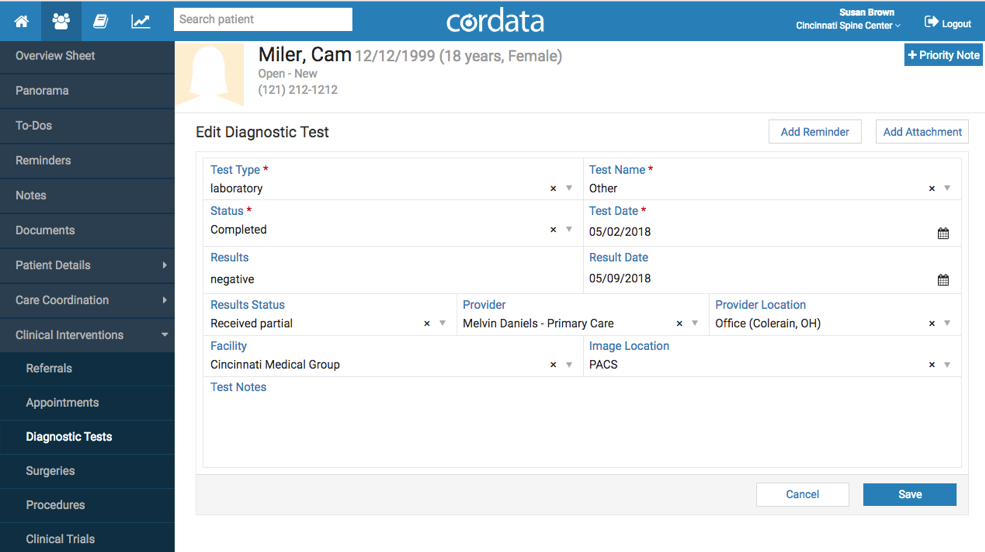 Search patient
cordata
Susan Brown
Cincinnati Spine Center
Logout
Overview Sheet
Panorama
To-Dos
Reminders
Notes
Documents
Patient Details
Care Coordination
Clinical Interventions
Referrals
Appointments
Diagnostic Tests
Surgeries
Procedures
Clinical Trials
Miler, Cam 12/12/1999 (18 years, Female)
Open - New
(121) 212-1212
+ Priority Note
Edit Diagnostic Test
Add Reminder
Add Attachment
Test Type *
laboratory
Test Name *
Other
Status *
Completed
Test Date *
05/02/2018
Results
negative
Result Date
05/09/2018
Results Status
Received partial
Provider
Melvin Daniels - Primary Care
Provider Location
Office (Colerain, OH)
Facility
Cincinnati Medical Group
Image Location
PACS
Test Notes
Cancel
Save